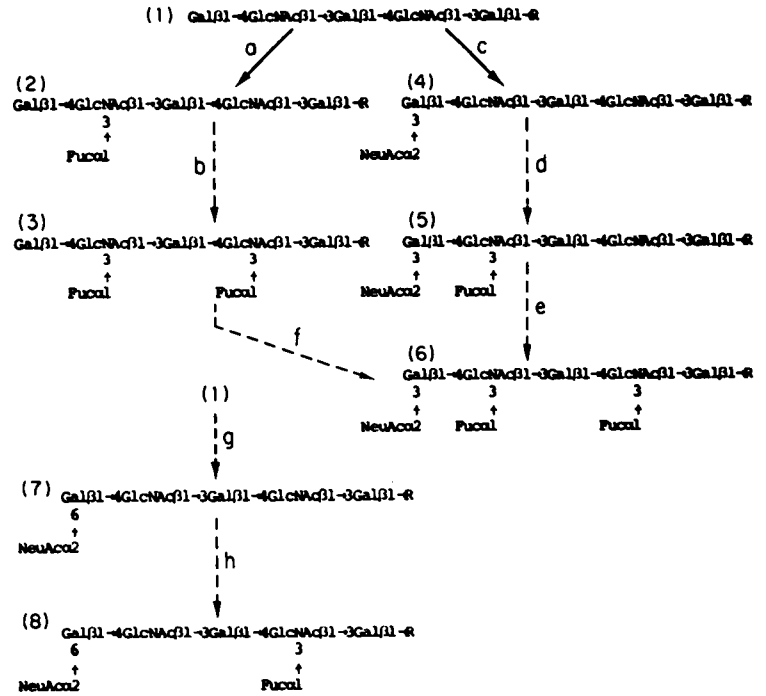 (1) Galβ1→4GlcNAcβ1→3Galβ1→4GlcNAcβ1→3Galβ1→R
a c
(2) (4)
Galβ1→4GlcNAcβ1→3Galβ1→4GlcNAcβ1→3Galβ1→R Galβ1→4GlcNAcβ1→3Galβ1→4GlcNAcβ1→3Galβ1→R
3 3
↑ ↑
Fucα1 NeuAcα2
b d
(3) (5)
Galβ1→4GlcNAcβ1→3Galβ1→4GlcNAcβ1→3Galβ1→R Galβ1→4GlcNAcβ1→3Galβ1→4GlcNAcβ1→3Galβ1→R
3 3 3 3
↑ ↑ ↑ ↑
Fucα1 Fucα1 NeuAcα2 Fucα1
e
f
(6)
Galβ1→4GlcNAcβ1→3Galβ1→4GlcNAcβ1→3Galβ1→R
3 3 3
↑ ↑ ↑
NeuAcα2 Fucα1 Fucα1
(1)
g
(7) Galβ1→4GlcNAcβ1→3Galβ1→4GlcNAcβ1→3Galβ1→R
6
↑
NeuAcα2
h
(8) Galβ1→4GlcNAcβ1→3Galβ1→4GlcNAcβ1→3Galβ1→R
6 3
↑ ↑
NeuAcα2 Fucα1